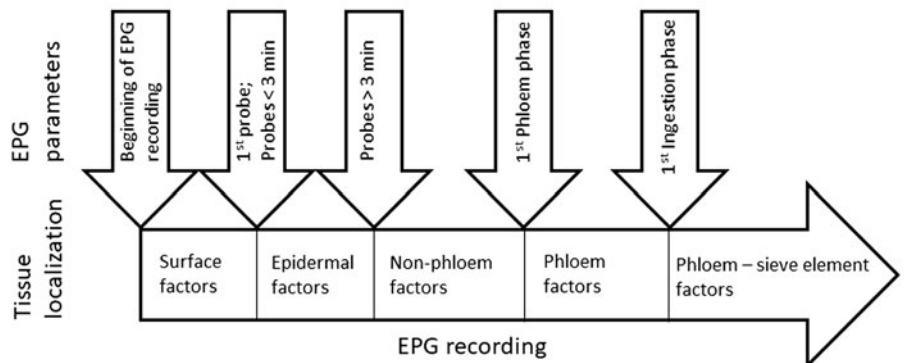 EPG
parameters
Beginning of EPG
recording
1st probe;
Probes < 3 min
Probes > 3 min
1st Phloem phase
1st Ingestion phase
Tissue
localization
Surface
factors
Epidermal
factors
Non-phloem
factors
Phloem
factors
Phloem – sieve element
factors
EPG recording